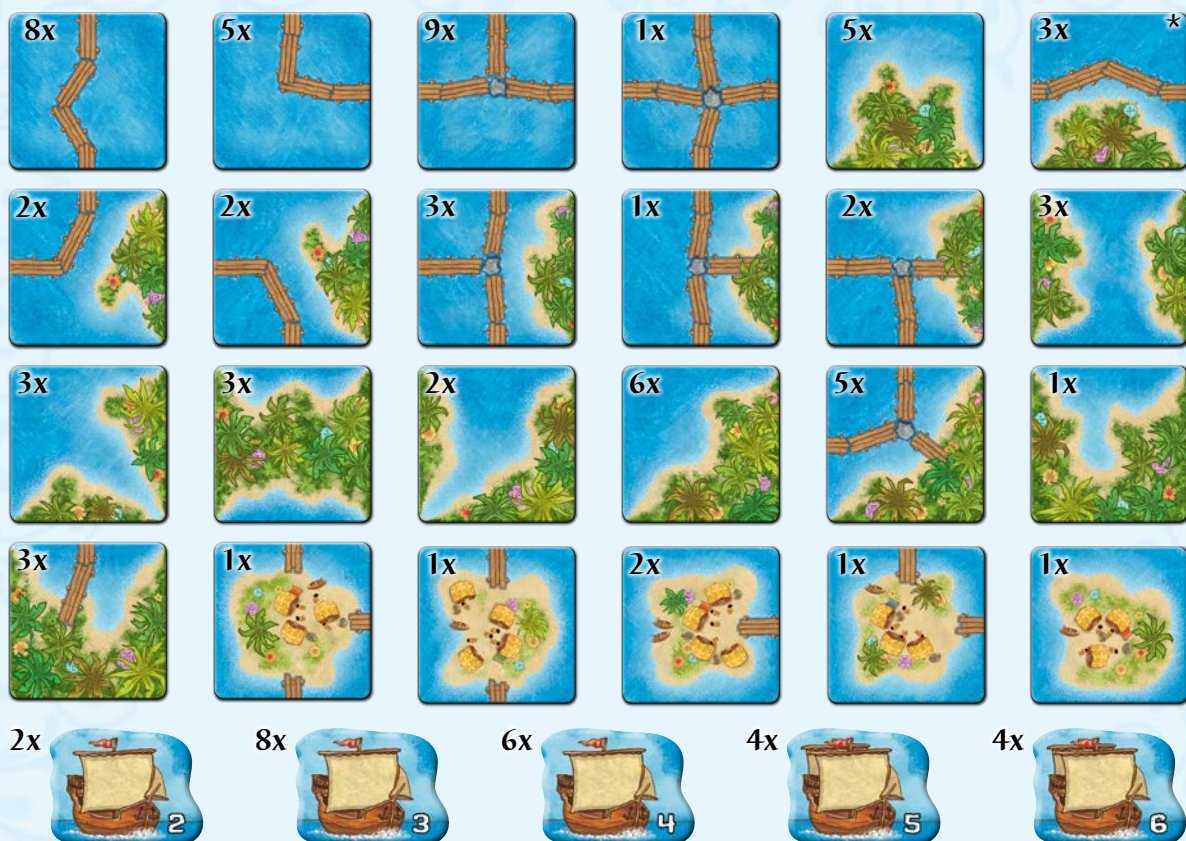 8x 5x 9x 1x 5x 3x *
2x 2x 3x 1x 2x 3x
3x 3x 2x 6x 5x 1x
3x 1x 1x 2x 1x 1x
2x 8x 6x 4x 4x
2 3 4 5 6